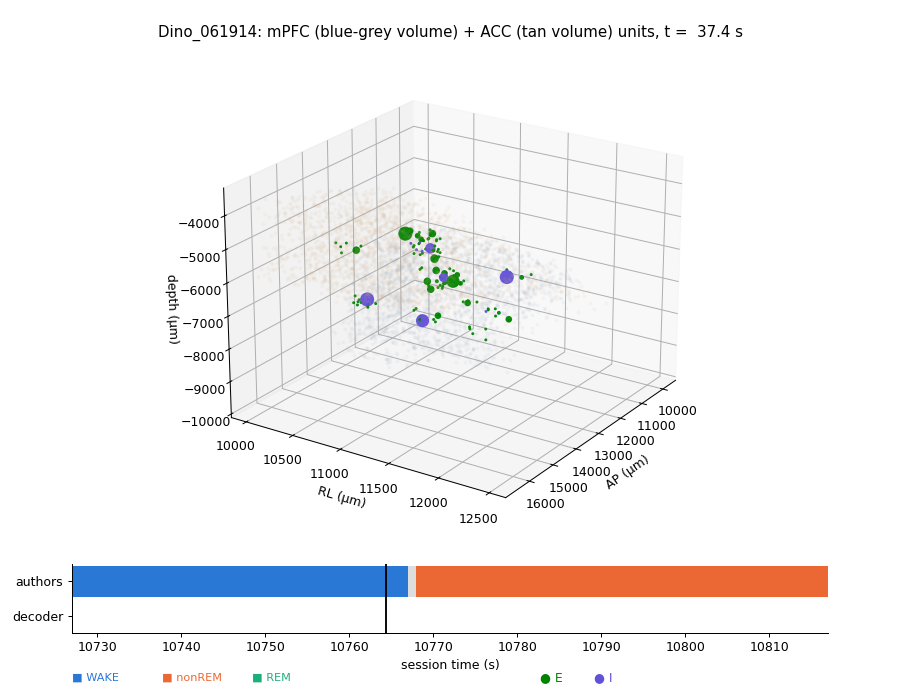 Dino_061914: mPFC (blue-grey volume) + ACC (tan volume) units, t =  37.4 s
−4000
−5000
−6000
−7000
−8000
−9000
−10000
depth (μm)
10000
10500
11000
11500
12000
12500
RL (μm)
10000
11000
12000
13000
14000
15000
16000
AP (μm)
authors
decoder
10730 10740 10750 10760 10770 10780 10790 10800 10810
session time (s)
WAKE nonREM REM E I